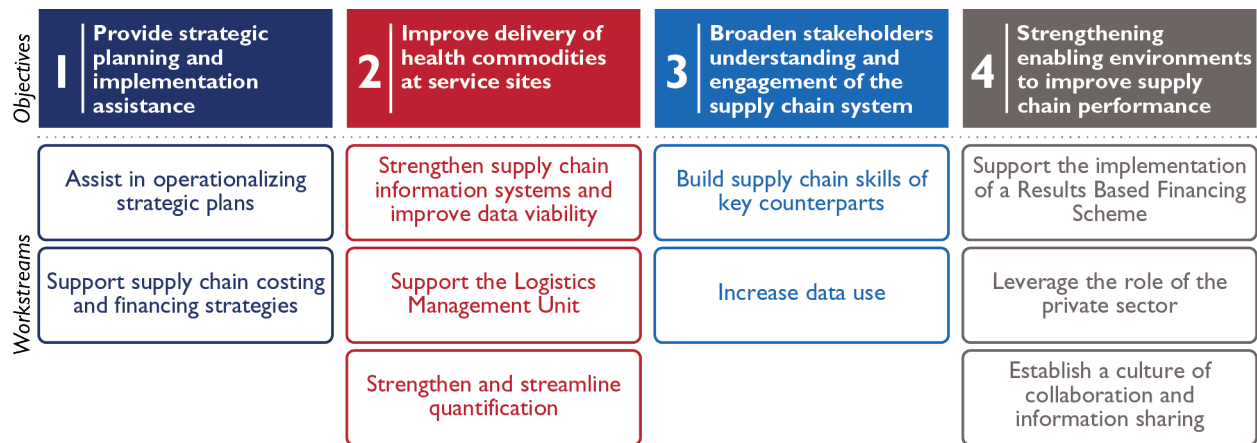 Objectives
1
Provide strategic
planning and
implementation
assistance
2
Improve delivery of
health commodities
at service sites
3
Broaden stakeholders
understanding and
engagement of the
supply chain system
4
Strengthening
enabling environments
to improve supply
chain performance
Workstreams
Assist in operationalizing
strategic plans
Strengthen supply chain
information systems and
improve data viability
Build supply chain skills of
key counterparts
Support the implementation
of a Results Based Financing
Scheme
Support supply chain costing
and financing strategies
Support the Logistics
Management Unit
Increase data use
Leverage the role of the
private sector
Strengthen and streamline
quantification
Establish a culture of
collaboration and
information sharing